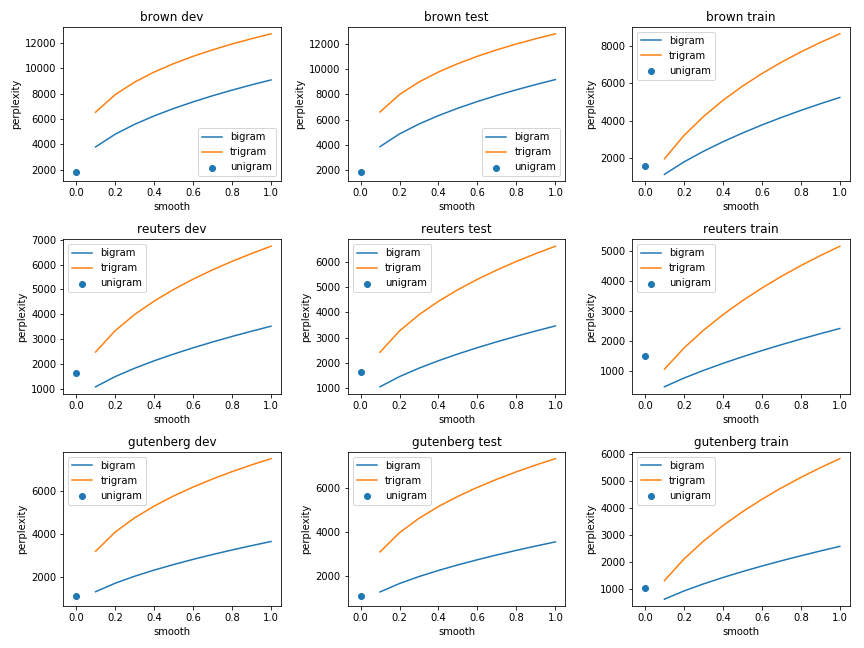 brown dev
perplexity
12000
10000
8000
6000
4000
2000
bigram
trigram
unigram
0.0 0.2 0.4 0.6 0.8 1.0
smooth
brown test
perplexity
12000
10000
8000
6000
4000
2000
bigram
trigram
unigram
0.0 0.2 0.4 0.6 0.8 1.0
smooth
brown train
perplexity
8000
6000
4000
2000
bigram
trigram
unigram
0.0 0.2 0.4 0.6 0.8 1.0
smooth
reuters dev
perplexity
7000
6000
5000
4000
3000
2000
1000
bigram
trigram
unigram
0.0 0.2 0.4 0.6 0.8 1.0
smooth
reuters test
perplexity
6000
5000
4000
3000
2000
1000
bigram
trigram
unigram
0.0 0.2 0.4 0.6 0.8 1.0
smooth
reuters train
perplexity
5000
4000
3000
2000
1000
bigram
trigram
unigram
0.0 0.2 0.4 0.6 0.8 1.0
smooth
gutenberg dev
perplexity
6000
4000
2000
bigram
trigram
unigram
0.0 0.2 0.4 0.6 0.8 1.0
smooth
gutenberg test
perplexity
6000
4000
2000
bigram
trigram
unigram
0.0 0.2 0.4 0.6 0.8 1.0
smooth
gutenberg train
perplexity
6000
5000
4000
3000
2000
1000
bigram
trigram
unigram
0.0 0.2 0.4 0.6 0.8 1.0
smooth